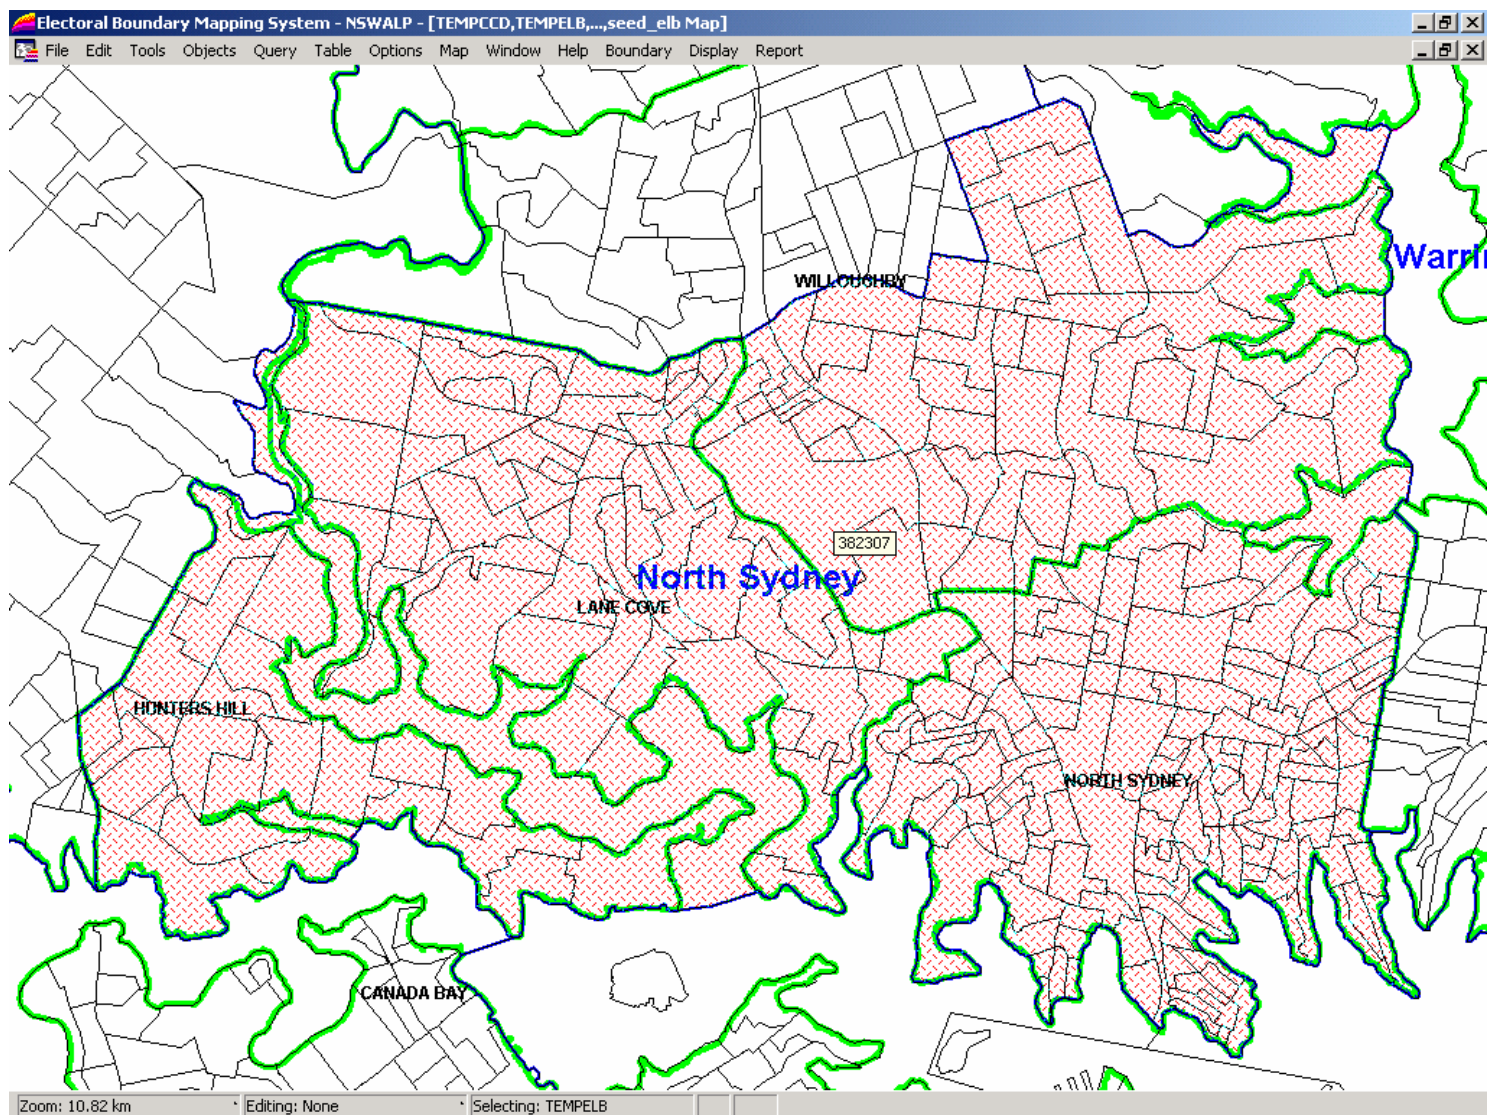 Electoral Boundary Mapping System - NSWALP - [TEMPCCD,TEMPELB,...,seed_elb Map]
File Edit Tools Objects Query Table Options Map Window Help Boundary Display Report
Warrin
WILLOUGHBY
382307
North Sydney
LANE COVE
HUNTERS HILL
NORTH SYDNEY
CANADA BAY
Zoom: 10.82 km Editing: None Selecting: TEMPELB